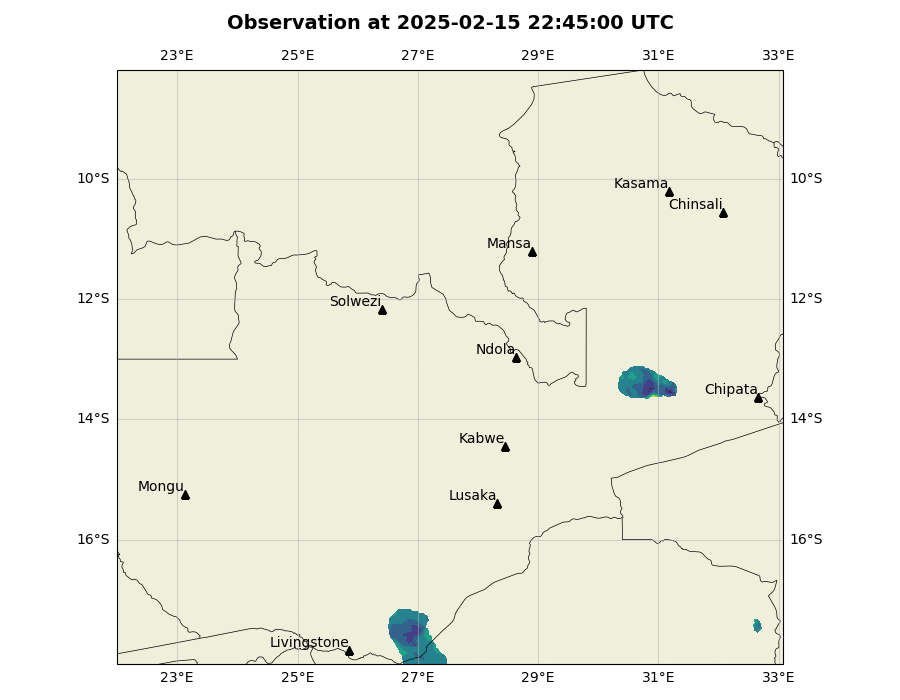 Observation at 2025-02-15 22:45:00 UTC
23°E 25°E 27°E 29°E 31°E 33°E
10°S 10°S
Kasama
Chinsali
Mansa
12°S 12°S
Solwezi
Ndola
Chipata
14°S 14°S
Kabwe
Mongu
Lusaka
16°S 16°S
Livingstone
23°E 25°E 27°E 29°E 31°E 33°E